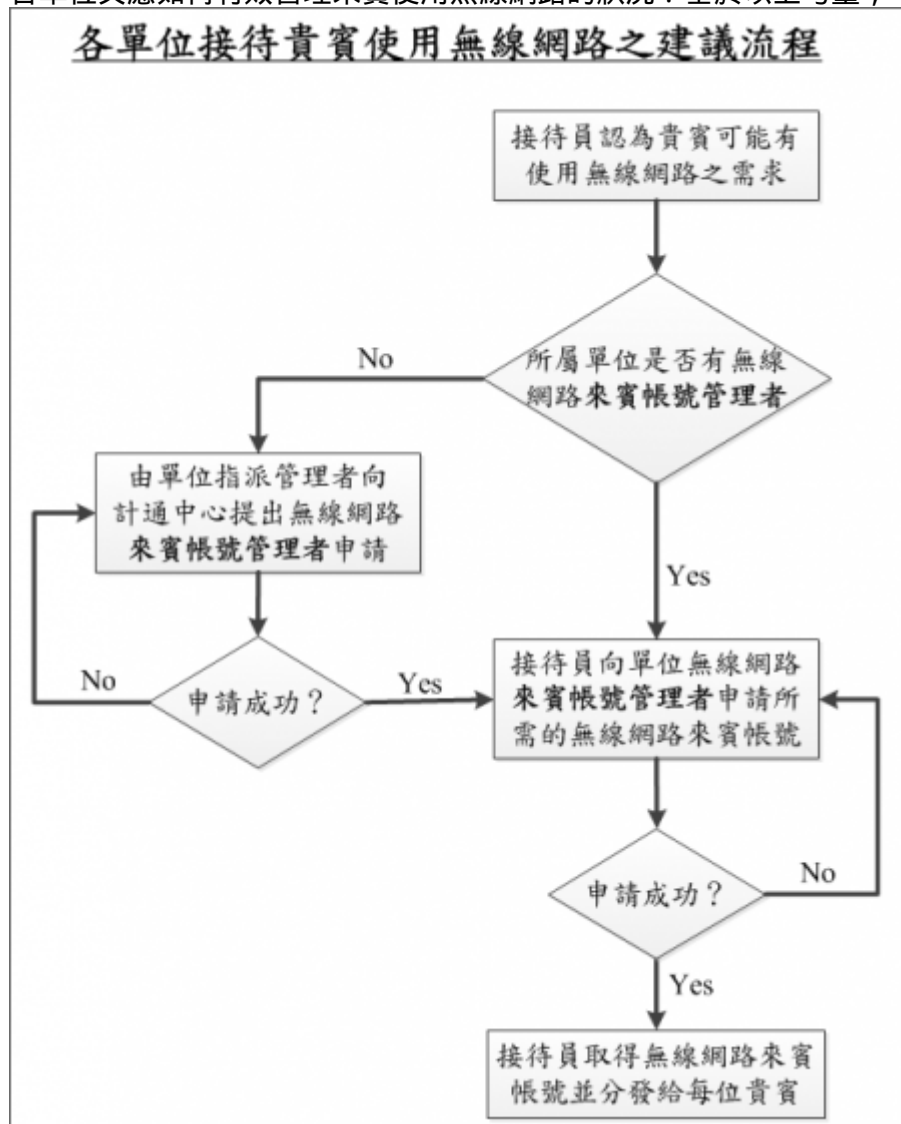 各單位接待貴賓使用無線網路之建議流程
接待員認為貴賓可能有
使用無線網路之需求
No
所屬單位是否有無線
網路來賓帳號管理者
由單位指派管理者向
計通中心提出無線網路
來賓帳號管理者申請
Yes
No
申請成功？
Yes
接待員向單位無線網路
來賓帳號管理者申請所
需的無線網路來賓帳號
申請成功？
No
Yes
接待員取得無線網路來賓
帳號並分發給每位貴賓